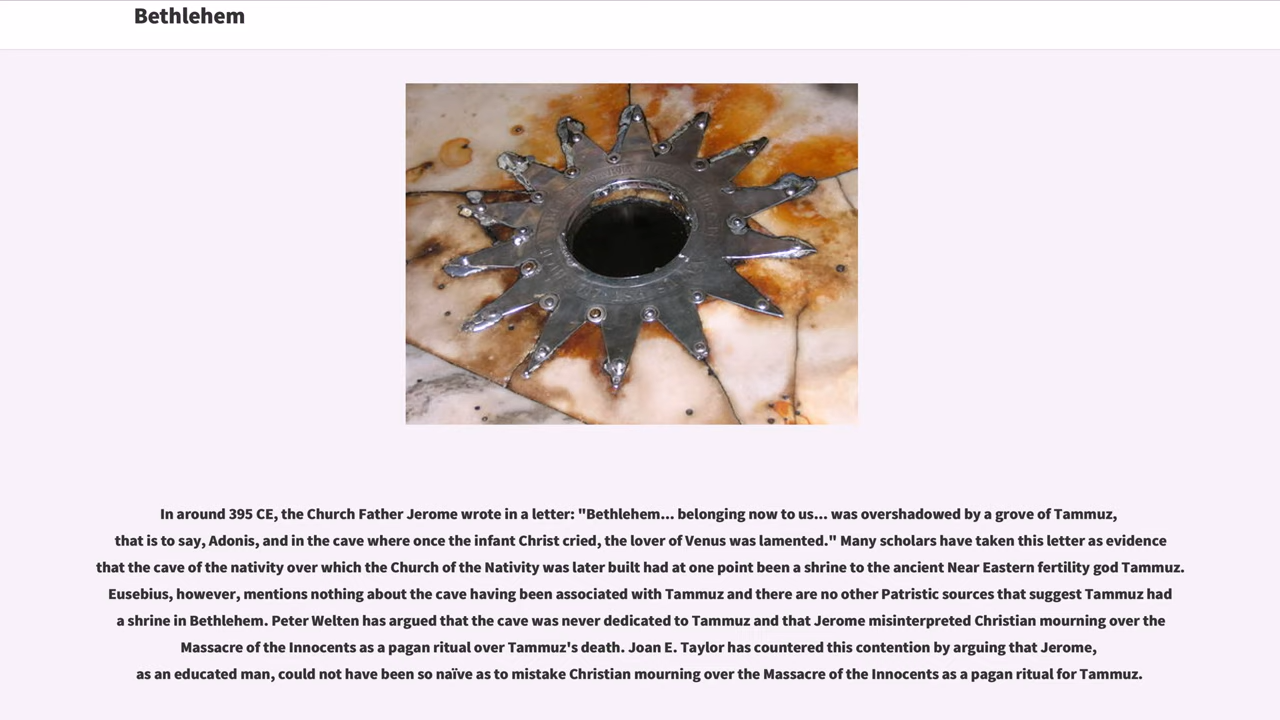 Bethlehem
In around 395 CE, the Church Father Jerome wrote in a letter: "Bethlehem... belonging now to us... was overshadowed by a grove of Tammuz,
that is to say, Adonis, and in the cave where once the infant Christ cried, the lover of Venus was lamented." Many scholars have taken this letter as evidence
that the cave of the nativity over which the Church of the Nativity was later built had at one point been a shrine to the ancient Near Eastern fertility god Tammuz.
Eusebius, however, mentions nothing about the cave having been associated with Tammuz and there are no other Patristic sources that suggest Tammuz had
a shrine in Bethlehem. Peter Welten has argued that the cave was never dedicated to Tammuz and that Jerome misinterpreted Christian mourning over the
Massacre of the Innocents as a pagan ritual over Tammuz's death. Joan E. Taylor has countered this contention by arguing that Jerome,
as an educated man, could not have been so naïve as to mistake Christian mourning over the Massacre of the Innocents as a pagan ritual for Tammuz.